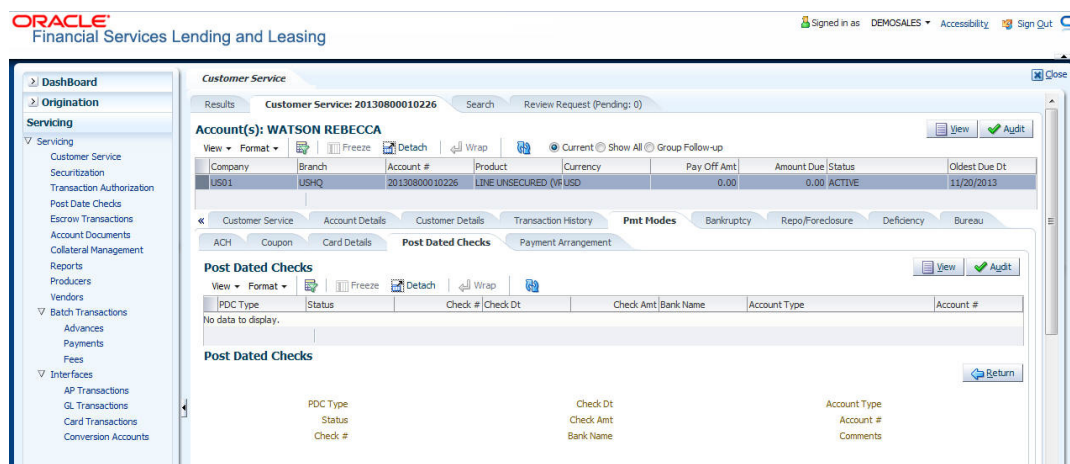 ORACLE
Financial Services Lending and Leasing
Signed in as DEMOSALES Accessibility Sign Out
Close
DashBoard
Origination
Servicing
Servicing
Customer Service
Securitization
Transaction Authorization
Post Date Checks
Escrow Transactions
Account Documents
Collateral Management
Reports
Producers
Vendors
Batch Transactions
Advances
Payments
Fees
Interfaces
AP Transactions
GL Transactions
Card Transactions
Conversion Accounts
Customer Service
Results Customer Service: 20130800010226 Search Review Request (Pending: 0)
Account(s): WATSON REBECCA View Audit
View Format Freeze Detach Wrap Current Show All Group Follow-up
Company Branch Account # Product Currency Pay Off Amt Amount Due Status Oldest Due Dt
US01 USHQ 20130800010226 LINE UNSECURED (VR USD 0.00 0.00 ACTIVE 11/20/2013
« Customer Service Account Details Customer Details Transaction History Pmt Modes Bankruptcy Repo/Foreclosure Deficiency Bureau
ACH Coupon Card Details Post Dated Checks Payment Arrangement
Post Dated Checks View Audit
View Format Freeze Detach Wrap
PDC Type Status Check # Check Dt Check Amt Bank Name Account Type Account #
No data to display.
Post Dated Checks
Return
PDC Type Check Dt Account Type
Status Check Amt Account #
Check # Bank Name Comments